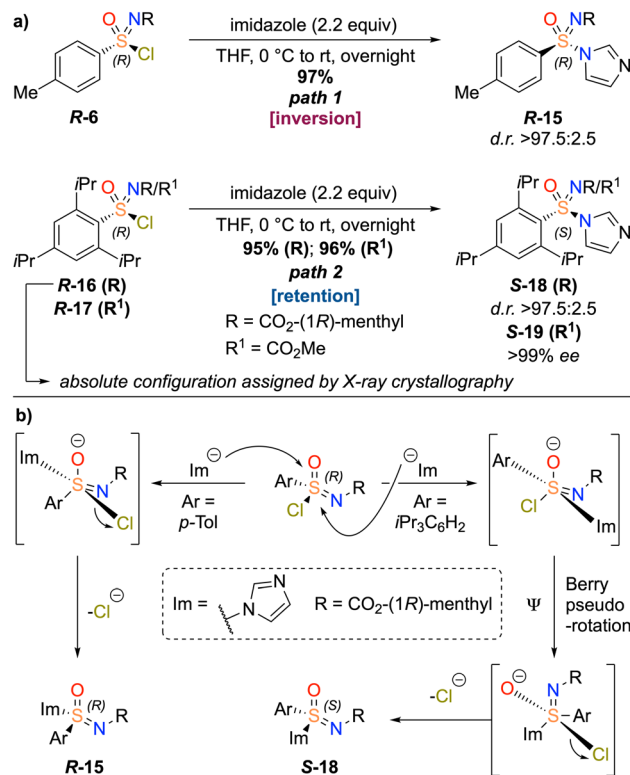 a)
O NR
S
(R) Cl
Me
R-6
imidazole (2.2 equiv)
THF, 0 °C to rt, overnight
97%
path 1
[inversion]
O NR
S
(R) N N
Me
R-15
d.r. >97.5:2.5
iPr O NR/R¹
S
(R) Cl
iPr iPr
R-16 (R)
R-17 (R¹)
imidazole (2.2 equiv)
THF, 0 °C to rt, overnight
95% (R); 96% (R¹)
path 2
[retention]
R = CO₂-(1R)-menthyl
R¹ = CO₂Me
iPr O NR/R¹
S
(S) N N
iPr iPr
S-18 (R)
d.r. >97.5:2.5
S-19 (R¹)
>99% ee
absolute configuration assigned by X-ray crystallography
b)
Im O⊖ R
S N
Ar Cl
Im⊖
Ar =
p-Tol
O
Ar S (R) R
Cl N
⊖Im
Ar =
iPr₃C₆H₂
Ar O⊖ R
S N
Cl Im
-Cl⊖
Im = N N R = CO₂-(1R)-menthyl
Ψ
Berry
pseudo
-rotation
O
Im S (R) R
Ar N
R-15
O
Ar S (S) R
Im N
S-18
-Cl⊖
⊖O N R
S Ar
Im Cl